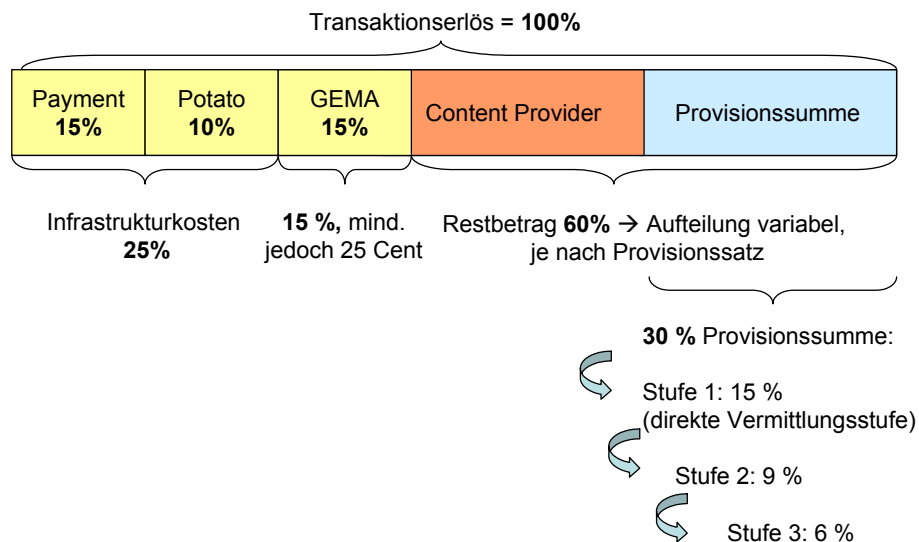 Transaktionserlös = 100%
Payment
15%
Potato
10%
GEMA
15%
Content Provider
Provisionssumme
Infrastrukturkosten
25%
15 %, mind.
jedoch 25 Cent
Restbetrag 60% → Aufteilung variabel,
je nach Provisionssatz
30 % Provisionssumme:
Stufe 1: 15 %
(direkte Vermittlungsstufe)
Stufe 2: 9 %
Stufe 3: 6 %